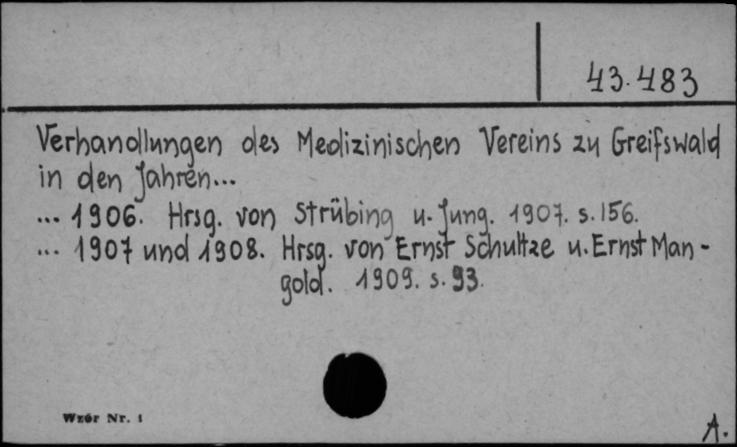 43.483
Verhandlungen des Medizinischen Vereins zu Greifswald
in den Jahren...
... 1906. Hrsg. von Strübing u. Jung. 1907. s. 156.
... 1907 und 1908. Hrsg. von Ernst Schultze u. Ernst Man-
gold. 1909. s. 93.
Wzór Nr. 1
A.